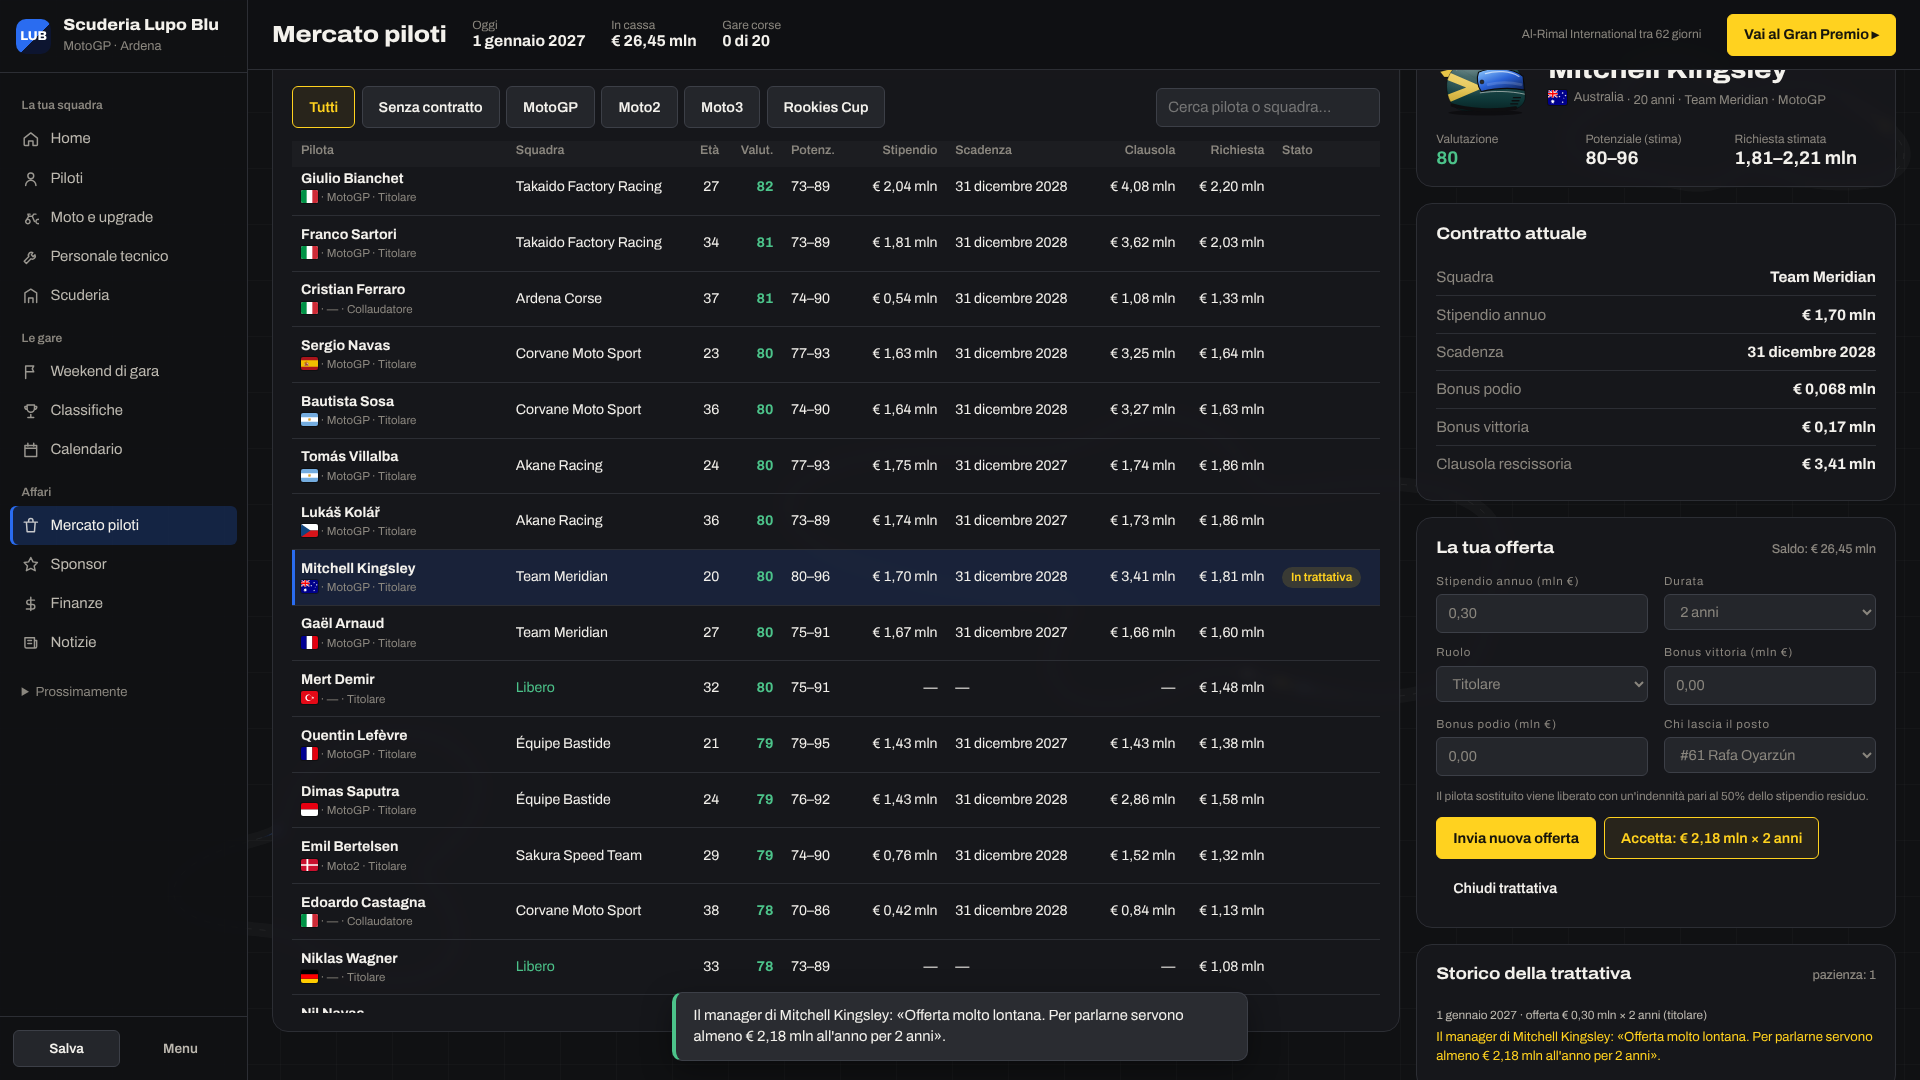 LUB
Scuderia Lupo Blu
MotoGP · Ardena
La tua squadra
Home
Piloti
Moto e upgrade
Personale tecnico
Scuderia
Le gare
Weekend di gara
Classifiche
Calendario
Affari
Mercato piloti
Sponsor
Finanze
Notizie
Prossimamente
Salva
Menu
Mercato piloti
Oggi
1 gennaio 2027
In cassa
€ 26,45 mln
Gare corse
0 di 20
Al-Rimal International tra 62 giorni
Vai al Gran Premio ▸
Tutti
Senza contratto
MotoGP
Moto2
Moto3
Rookies Cup
Cerca pilota o squadra...
Pilota Squadra Età Valut. Potenz. Stipendio Scadenza Clausola Richiesta Stato
Giulio Bianchet
· MotoGP · Titolare
Takaido Factory Racing 27 82 73–89 € 2,04 mln 31 dicembre 2028 € 4,08 mln € 2,20 mln
Franco Sartori
· MotoGP · Titolare
Takaido Factory Racing 34 81 73–89 € 1,81 mln 31 dicembre 2028 € 3,62 mln € 2,03 mln
Cristian Ferraro
· — · Collaudatore
Ardena Corse 37 81 74–90 € 0,54 mln 31 dicembre 2028 € 1,08 mln € 1,33 mln
Sergio Navas
· MotoGP · Titolare
Corvane Moto Sport 23 80 77–93 € 1,63 mln 31 dicembre 2028 € 3,25 mln € 1,64 mln
Bautista Sosa
· MotoGP · Titolare
Corvane Moto Sport 36 80 74–90 € 1,64 mln 31 dicembre 2028 € 3,27 mln € 1,63 mln
Tomás Villalba
· MotoGP · Titolare
Akane Racing 24 80 77–93 € 1,75 mln 31 dicembre 2027 € 1,74 mln € 1,86 mln
Lukáš Kolář
· MotoGP · Titolare
Akane Racing 36 80 73–89 € 1,74 mln 31 dicembre 2027 € 1,73 mln € 1,86 mln
Mitchell Kingsley
· MotoGP · Titolare
Team Meridian 20 80 80–96 € 1,70 mln 31 dicembre 2028 € 3,41 mln € 1,81 mln In trattativa
Gaël Arnaud
· MotoGP · Titolare
Team Meridian 27 80 75–91 € 1,67 mln 31 dicembre 2027 € 1,66 mln € 1,60 mln
Mert Demir
· — · Titolare
Libero 32 80 75–91 — — — € 1,48 mln
Quentin Lefèvre
· MotoGP · Titolare
Équipe Bastide 21 79 79–95 € 1,43 mln 31 dicembre 2027 € 1,43 mln € 1,38 mln
Dimas Saputra
· MotoGP · Titolare
Équipe Bastide 24 79 76–92 € 1,43 mln 31 dicembre 2028 € 2,86 mln € 1,58 mln
Emil Bertelsen
· Moto2 · Titolare
Sakura Speed Team 29 79 74–90 € 0,76 mln 31 dicembre 2028 € 1,52 mln € 1,32 mln
Edoardo Castagna
· — · Collaudatore
Corvane Moto Sport 38 78 70–86 € 0,42 mln 31 dicembre 2028 € 0,84 mln € 1,13 mln
Niklas Wagner
· — · Titolare
Libero 33 78 73–89 — — — € 1,08 mln
Nil Navas
Il manager di Mitchell Kingsley: «Offerta molto lontana. Per parlarne servono
almeno € 2,18 mln all'anno per 2 anni».
Mitchell Kingsley
Australia · 20 anni · Team Meridian · MotoGP
Valutazione
80
Potenziale (stima)
80–96
Richiesta stimata
1,81–2,21 mln
Contratto attuale
Squadra Team Meridian
Stipendio annuo € 1,70 mln
Scadenza 31 dicembre 2028
Bonus podio € 0,068 mln
Bonus vittoria € 0,17 mln
Clausola rescissoria € 3,41 mln
La tua offerta
Saldo: € 26,45 mln
Stipendio annuo (mln €)
0,30
Durata
2 anni
Ruolo
Titolare
Bonus vittoria (mln €)
0,00
Bonus podio (mln €)
0,00
Chi lascia il posto
#61 Rafa Oyarzún
Il pilota sostituito viene liberato con un'indennità pari al 50% dello stipendio residuo.
Invia nuova offerta
Accetta: € 2,18 mln × 2 anni
Chiudi trattativa
Storico della trattativa
pazienza: 1
1 gennaio 2027 · offerta € 0,30 mln × 2 anni (titolare)
Il manager di Mitchell Kingsley: «Offerta molto lontana. Per parlarne servono
almeno € 2,18 mln all'anno per 2 anni».